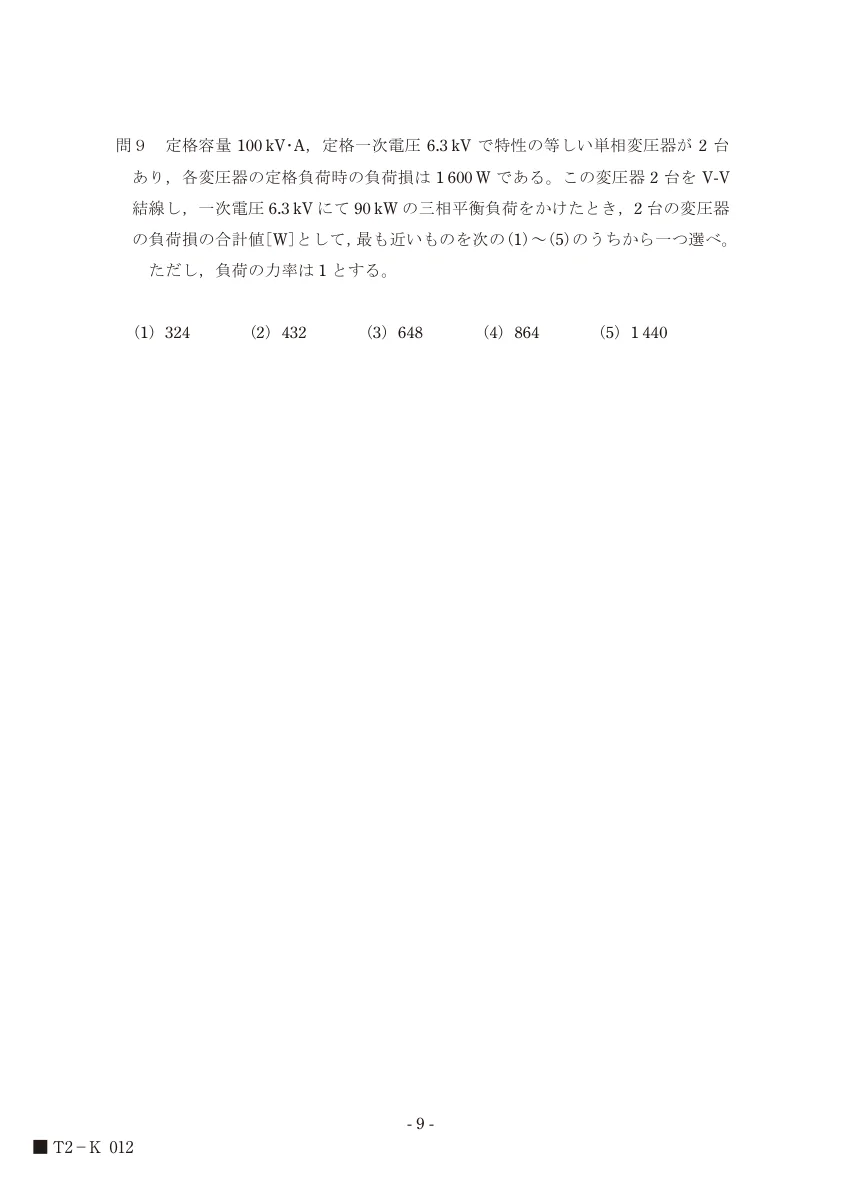 問９　定格容量 100 kV･A，定格一次電圧 6.3 kV で特性の等しい単相変圧器が 2 台
あり，各変圧器の定格負荷時の負荷損は 1 600 W である。この変圧器 2 台を V-V
結線し，一次電圧 6.3 kV にて 90 kW の三相平衡負荷をかけたとき，2 台の変圧器
の負荷損の合計値[W]として，最も近いものを次の(1)～(5)のうちから一つ選べ。
ただし，負荷の力率は 1 とする。
(1) 324　(2) 432　(3) 648　(4) 864　(5) 1 440
- 9 -
■ T2－K 012